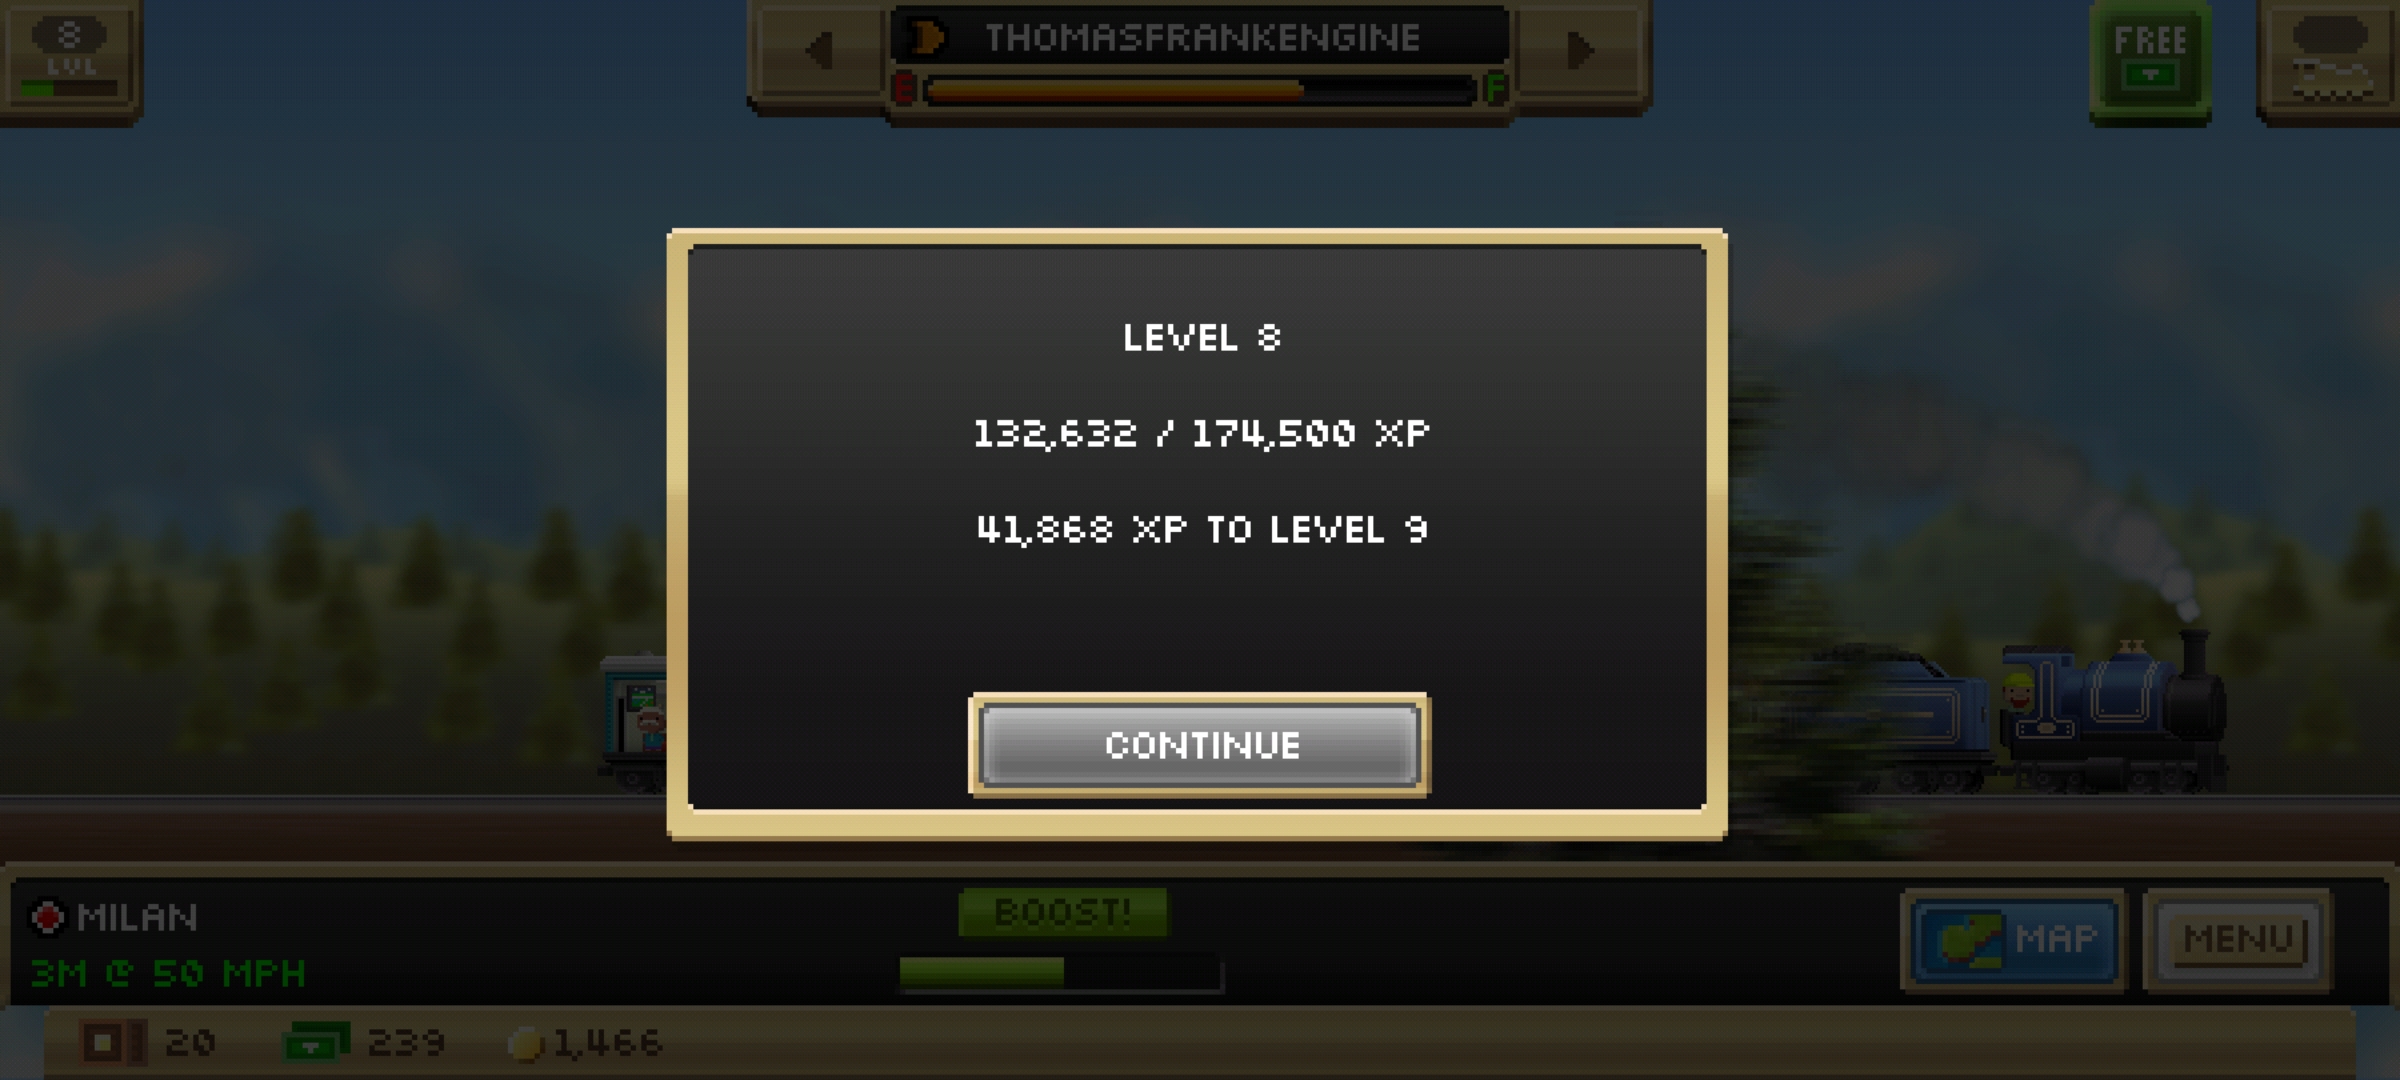 8
LVL
THOMASFRANKENGINE
E
F
FREE
LEVEL 8
132,632 / 174,500 XP
41,868 XP TO LEVEL 9
CONTINUE
MILAN
3M @ 50 MPH
BOOST!
MAP
MENU
20
239
1,466